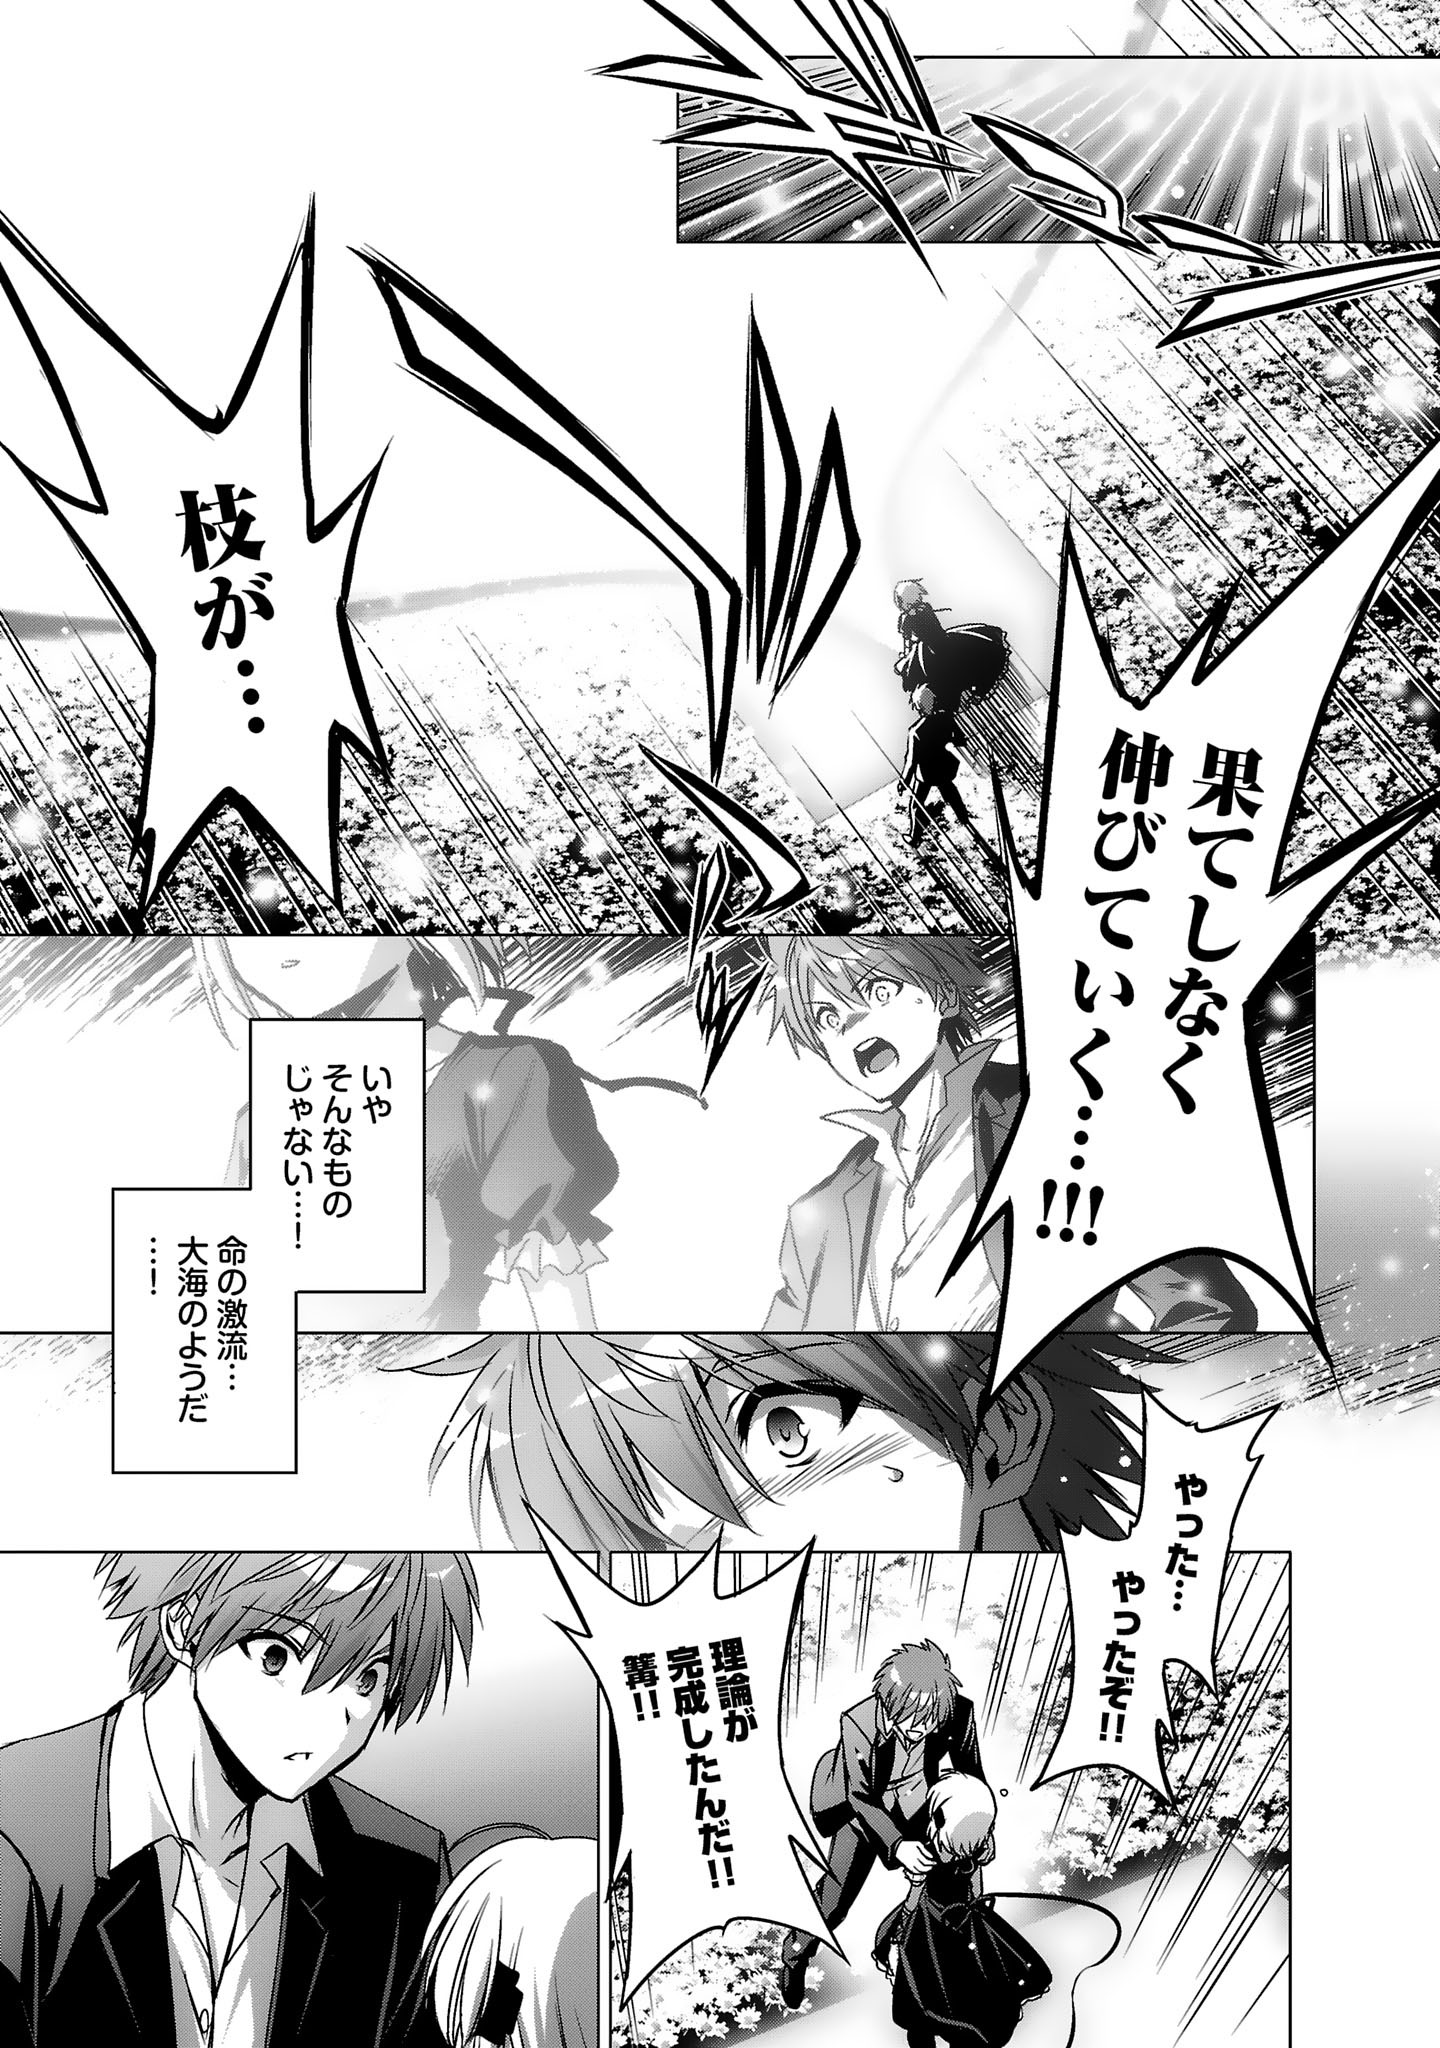 枝が…
果てしなく
伸びていく…!!!
いや
そんなもの
じゃない…!
命の激流…
大海のようだ
…!
やった…
やったぞ!!
理論が
完成したんだ!!
篝!!